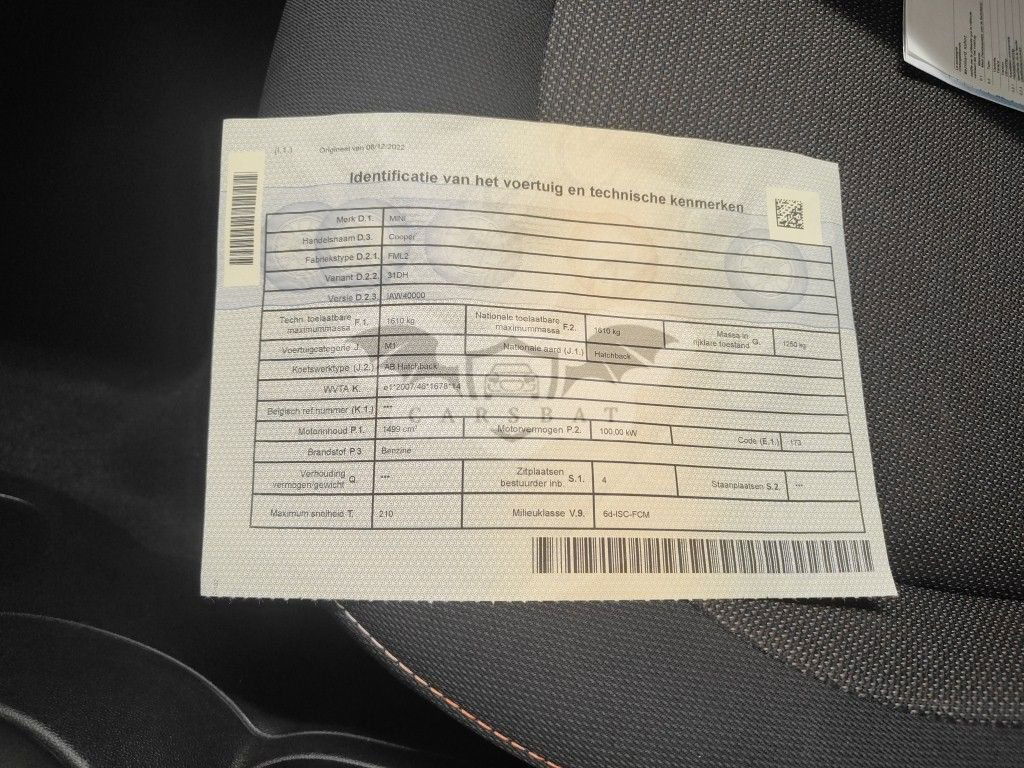 (I.1.) Origineel van 08/12/2022
Identificatie van het voertuig en technische kenmerken
Merk D.1. MINI
Handelsnaam D.3. Cooper
Fabriekstype D.2.1. FML2
Variant D.2.2. 31DH
Versie D.2.3. IAW40000
Techn. toelaatbare maximummassa F.1. 1610 kg Nationale toelaatbare maximummassa F.2. 1610 kg Massa in rijklare toestand G. 1250 kg
Voertuigcategorie J. M1 Nationale aard (J.1.) Hatchback
Koetswerktype (J.2.) AB Hatchback
WVTA K. e1*2007/46*1678*14
Belgisch ref.nummer (K.1.) ***
CARSBAT
Motorinhoud P.1. 1499 cm³ Motorvermogen P.2. 100.00 kW Code (E.1.) 173
Brandstof P.3. Benzine
Verhouding vermogen/gewicht Q. *** Zitplaatsen bestuurder inb. S.1. 4 Staanplaatsen S.2. ***
Maximum snelheid T. 210 Milieuklasse V.9. 6d-ISC-FCM